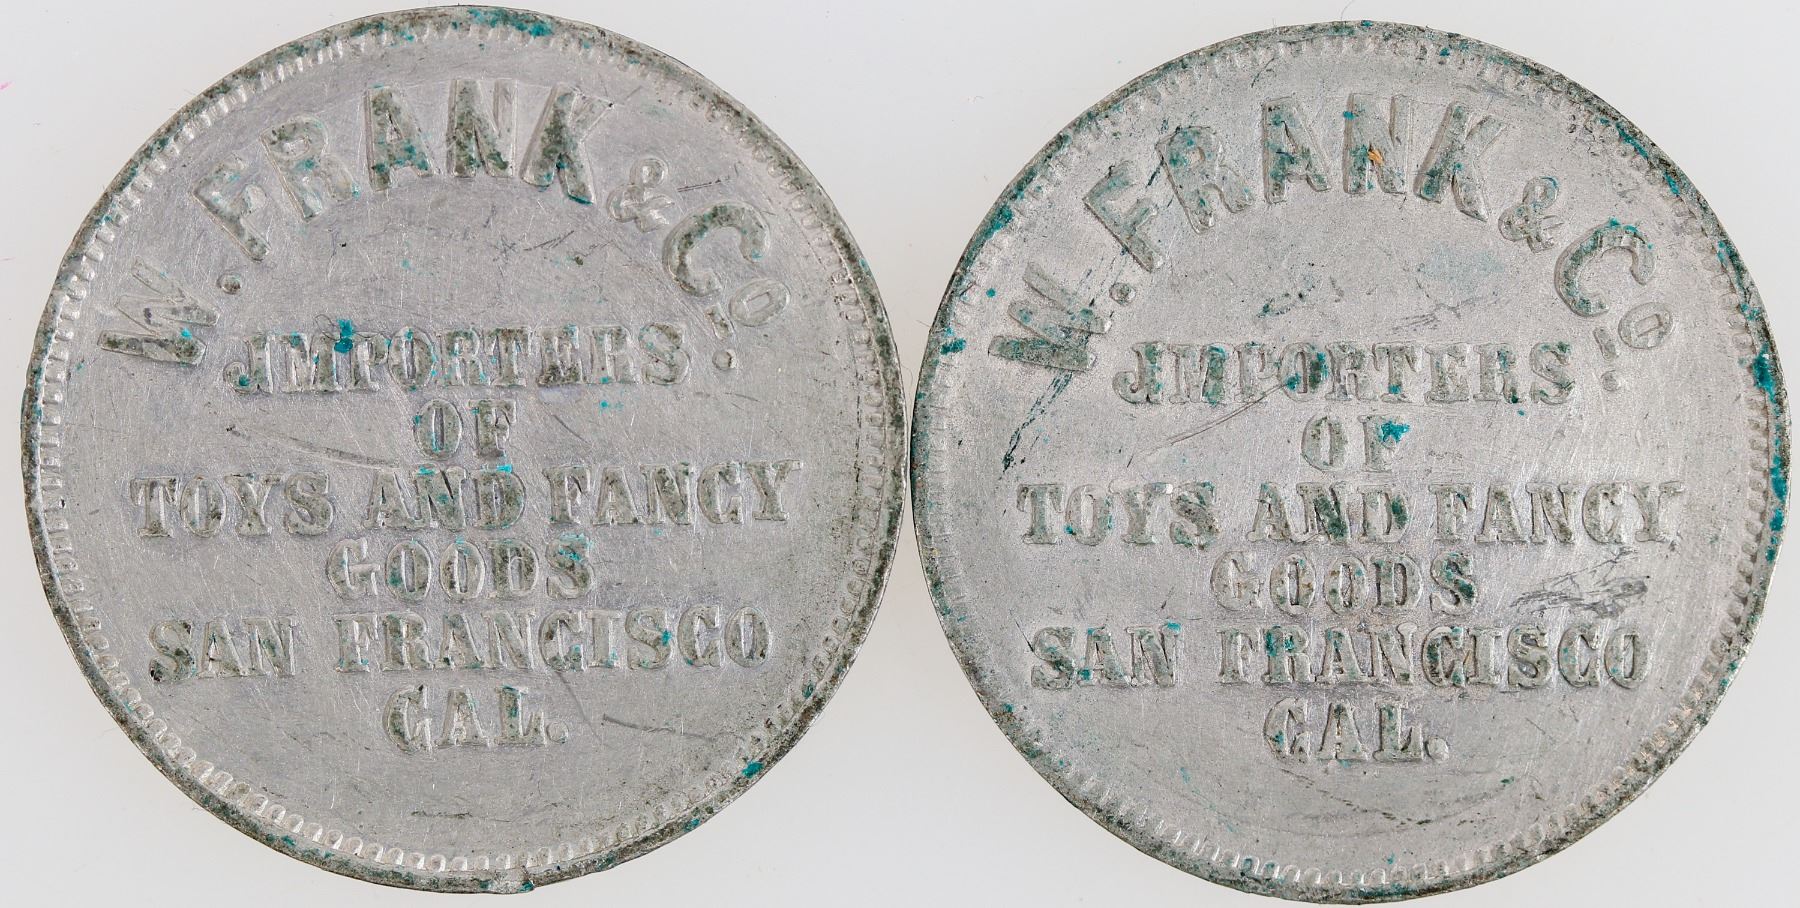 W. FRANK & Co.
IMPORTERS
OF
TOYS AND FANCY
GOODS
SAN FRANCISCO
CAL.
W. FRANK & Co.
IMPORTERS
OF
TOYS AND FANCY
GOODS
SAN FRANCISCO
CAL.